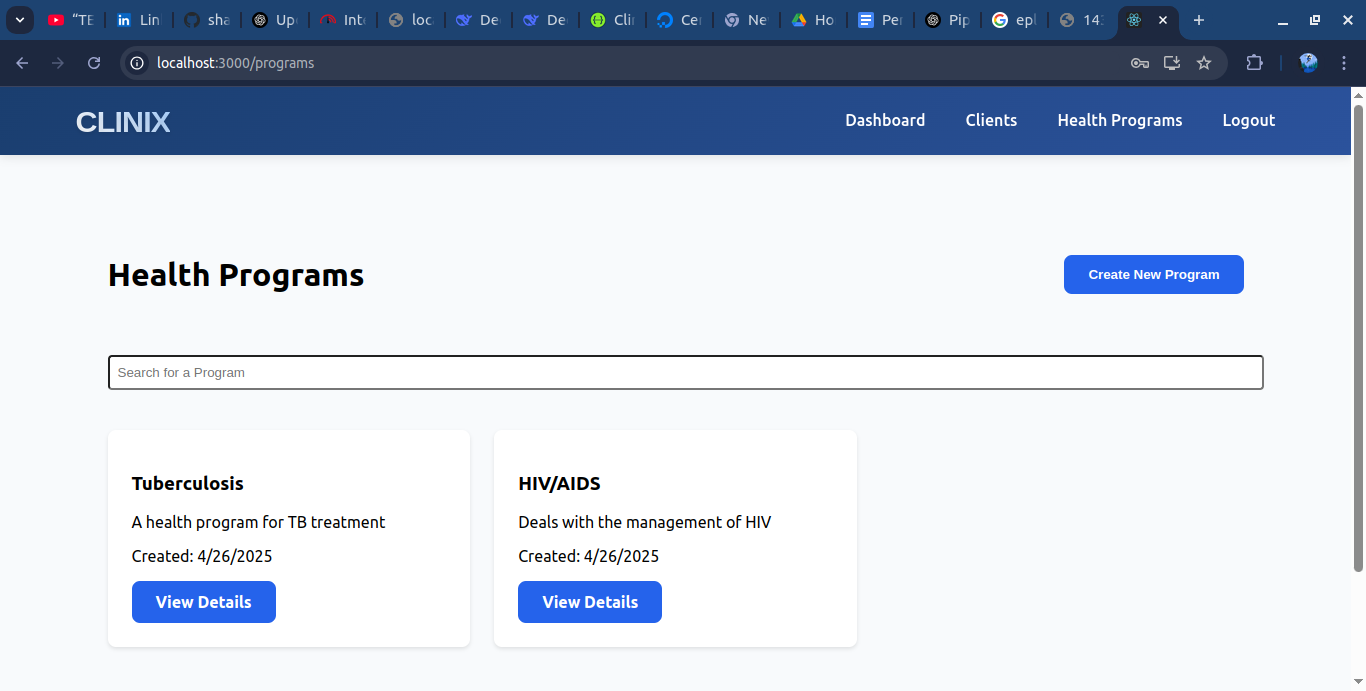 “TE Lin sha Up Inte loc De De Cli Cer Ne Ho Per Pip epl 14
localhost:3000/programs
CLINIX Dashboard Clients Health Programs Logout
Health Programs Create New Program
Search for a Program
Tuberculosis HIV/AIDS
A health program for TB treatment Deals with the management of HIV
Created: 4/26/2025 Created: 4/26/2025
View Details View Details